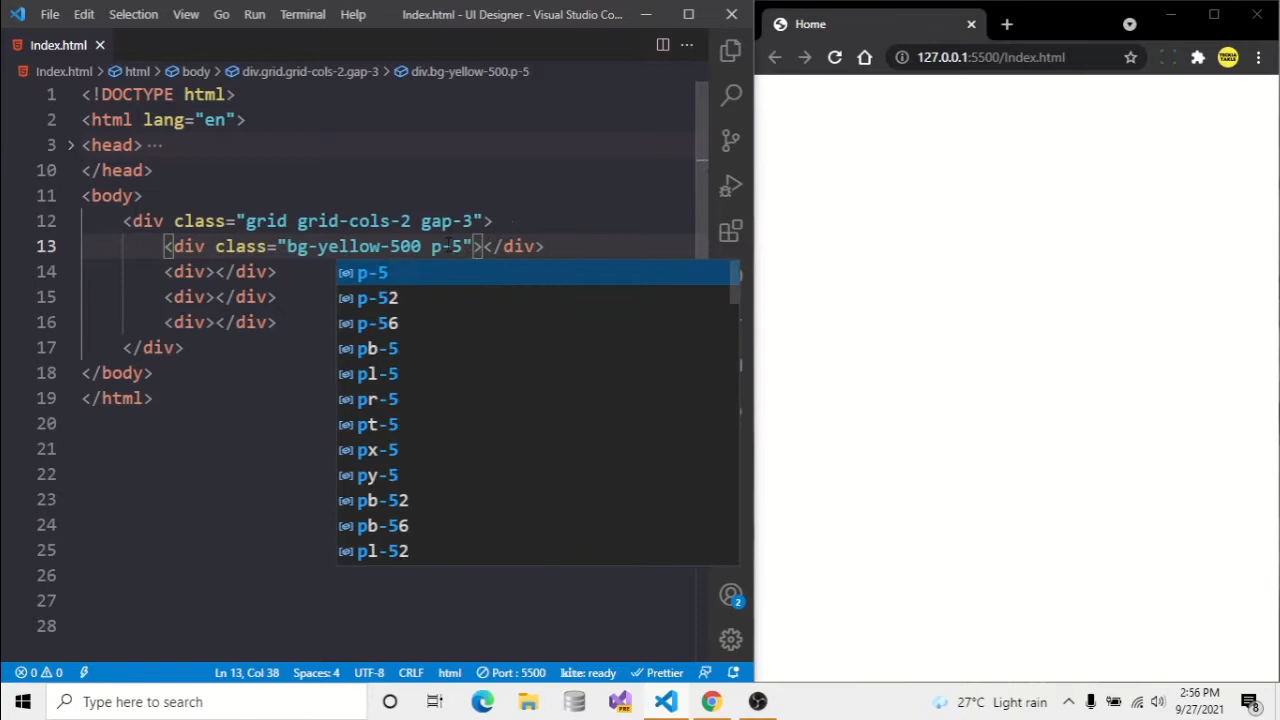 File Edit Selection View Go Run Terminal Help Index.html - UI Designer - Visual Studio Co...
Index.html
Index.html > html > body > div.grid.grid-cols-2.gap-3 > div.bg-yellow-500.p-5
1 <!DOCTYPE html>
2 <html lang="en">
3 <head> ...
10 </head>
11 <body>
12 <div class="grid grid-cols-2 gap-3">
13 <div class="bg-yellow-500 p-5"></div>
14 <div></div>
15 <div></div>
16 <div></div>
17 </div>
18 </body>
19 </html>
20
21
22
23
24
25
26
27
28
p-5
p-52
p-56
pb-5
pl-5
pr-5
pt-5
px-5
py-5
pb-52
pb-56
pl-52
2
0 0 Ln 13, Col 38 Spaces: 4 UTF-8 CRLF html Port : 5500 kite: ready Prettier
Home
127.0.0.1:5500/Index.html
Type here to search
PRE
27°C Light rain
2:56 PM
9/27/2021
8